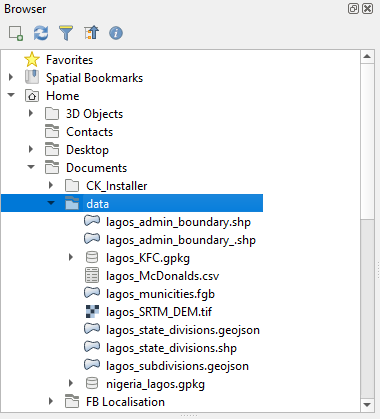 Browser
Favorites
Spatial Bookmarks
Home
3D Objects
Contacts
Desktop
Documents
CK_Installer
data
lagos_admin_boundary.shp
lagos_admin_boundary_.shp
lagos_KFC.gpkg
lagos_McDonalds.csv
lagos_municities.fgb
lagos_SRTM_DEM.tif
lagos_state_divisions.geojson
lagos_state_divisions.shp
lagos_subdivisions.geojson
nigeria_lagos.gpkg
FB Localisation